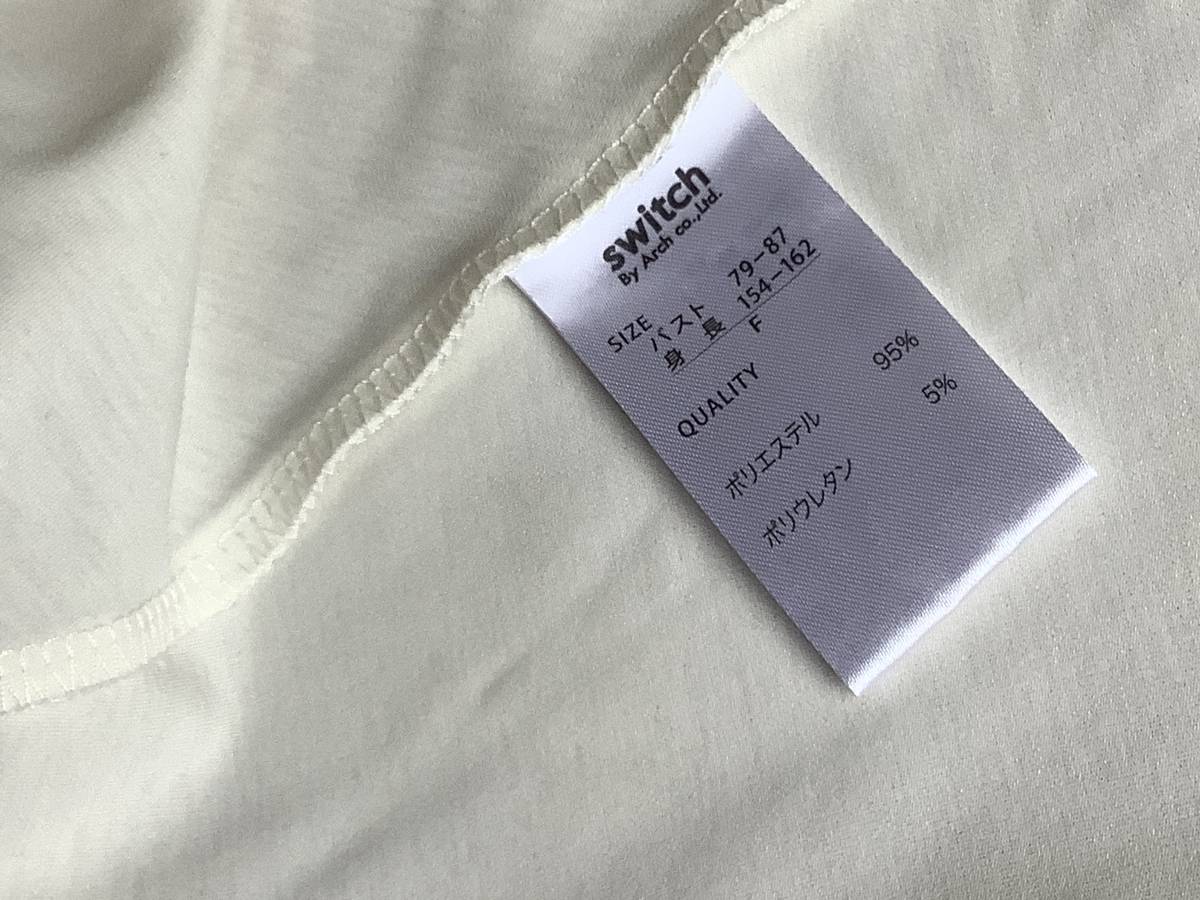 switch
By Arch co.,Ltd.
SIZE
バスト 79-87
身 長 154-162
F
QUALITY
ポリエステル 95%
ポリウレタン 5%